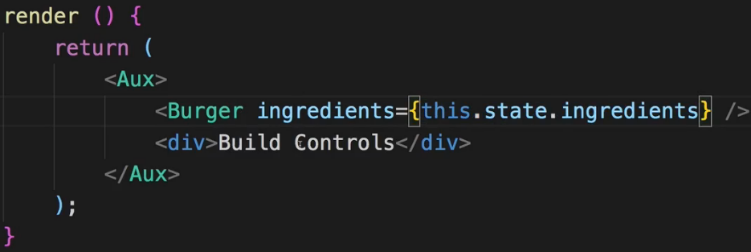 render () {
return (
<Aux>
<Burger ingredients={this.state.ingredients} />
<div>Build Controls</div>
</Aux>
);
}